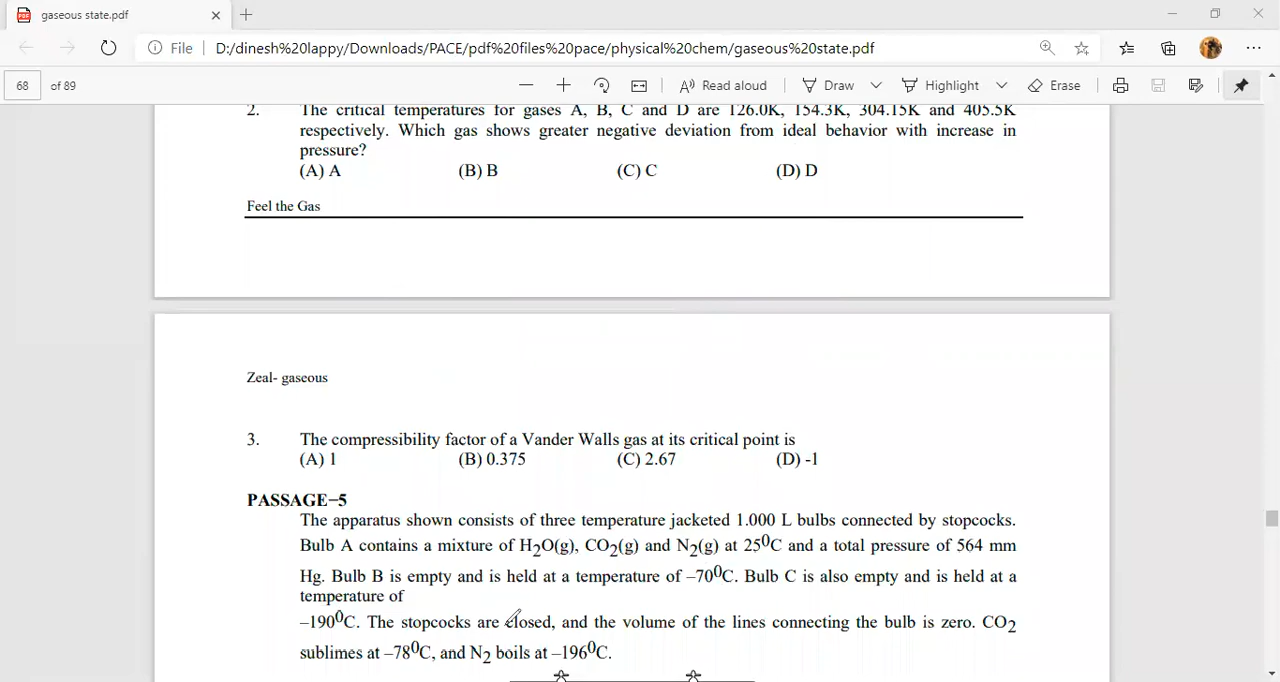 gaseous state.pdf
File D:/dinesh%20lappy/Downloads/PACE/pdf%20files%20pace/physical%20chem/gaseous%20state.pdf
68 of 89 Read aloud Draw Highlight Erase
2. The critical temperatures for gases A, B, C and D are 126.0K, 154.3K, 304.15K and 405.5K
respectively. Which gas shows greater negative deviation from ideal behavior with increase in
pressure?
(A) A (B) B (C) C (D) D
Feel the Gas
Zeal- gaseous
3. The compressibility factor of a Vander Walls gas at its critical point is
(A) 1 (B) 0.375 (C) 2.67 (D) -1
PASSAGE–5
The apparatus shown consists of three temperature jacketed 1.000 L bulbs connected by stopcocks.
Bulb A contains a mixture of H2O(g), CO2(g) and N2(g) at 25⁰C and a total pressure of 564 mm
Hg. Bulb B is empty and is held at a temperature of –70⁰C. Bulb C is also empty and is held at a
temperature of
–190⁰C. The stopcocks are closed, and the volume of the lines connecting the bulb is zero. CO2
sublimes at –78⁰C, and N2 boils at –196⁰C.